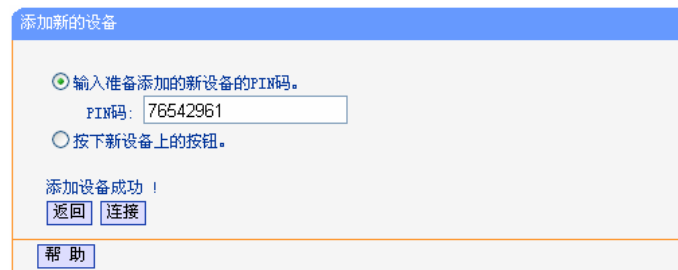 添加新的设备
输入准备添加的新设备的PIN码。
PIN码: 76542961
按下新设备上的按钮。
添加设备成功 !
返回 连接
帮 助